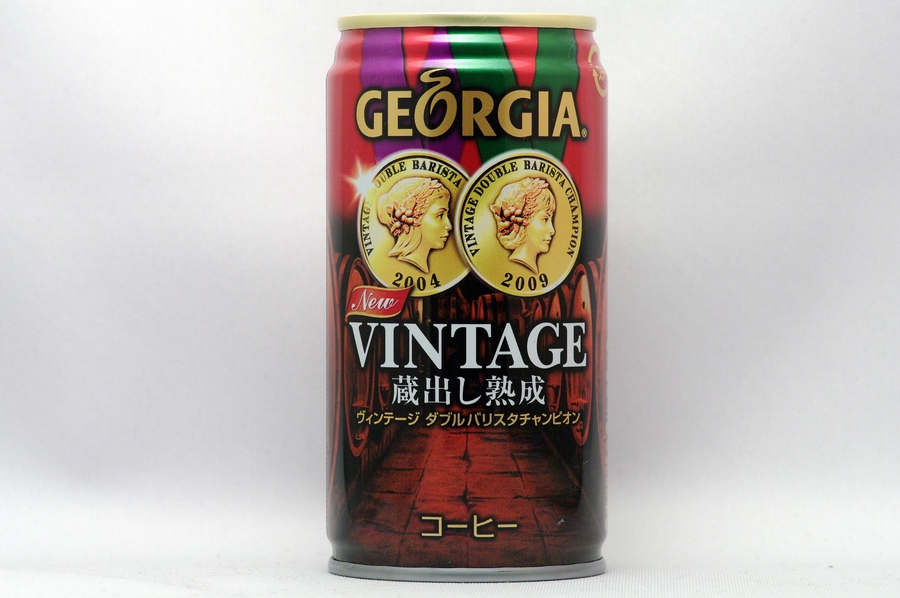 GEORGIA®
VINTAGE DOUBLE BARISTA
2004
VINTAGE DOUBLE BARISTA CHAMPION
2009
New
VINTAGE
蔵出し熟成
ヴィンテージ ダブルバリスタチャンピオン
コーヒー